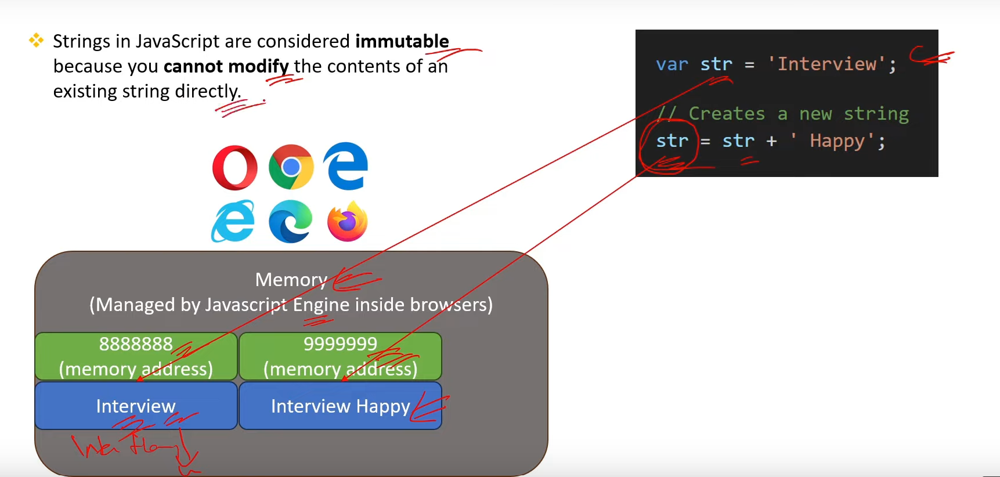 Strings in JavaScript are considered immutable
because you cannot modify the contents of an
existing string directly.
var str = 'Interview';
// Creates a new string
str = str + ' Happy';
Memory
(Managed by Javascript Engine inside browsers)
8888888
(memory address)
9999999
(memory address)
Interview
Interview Happy